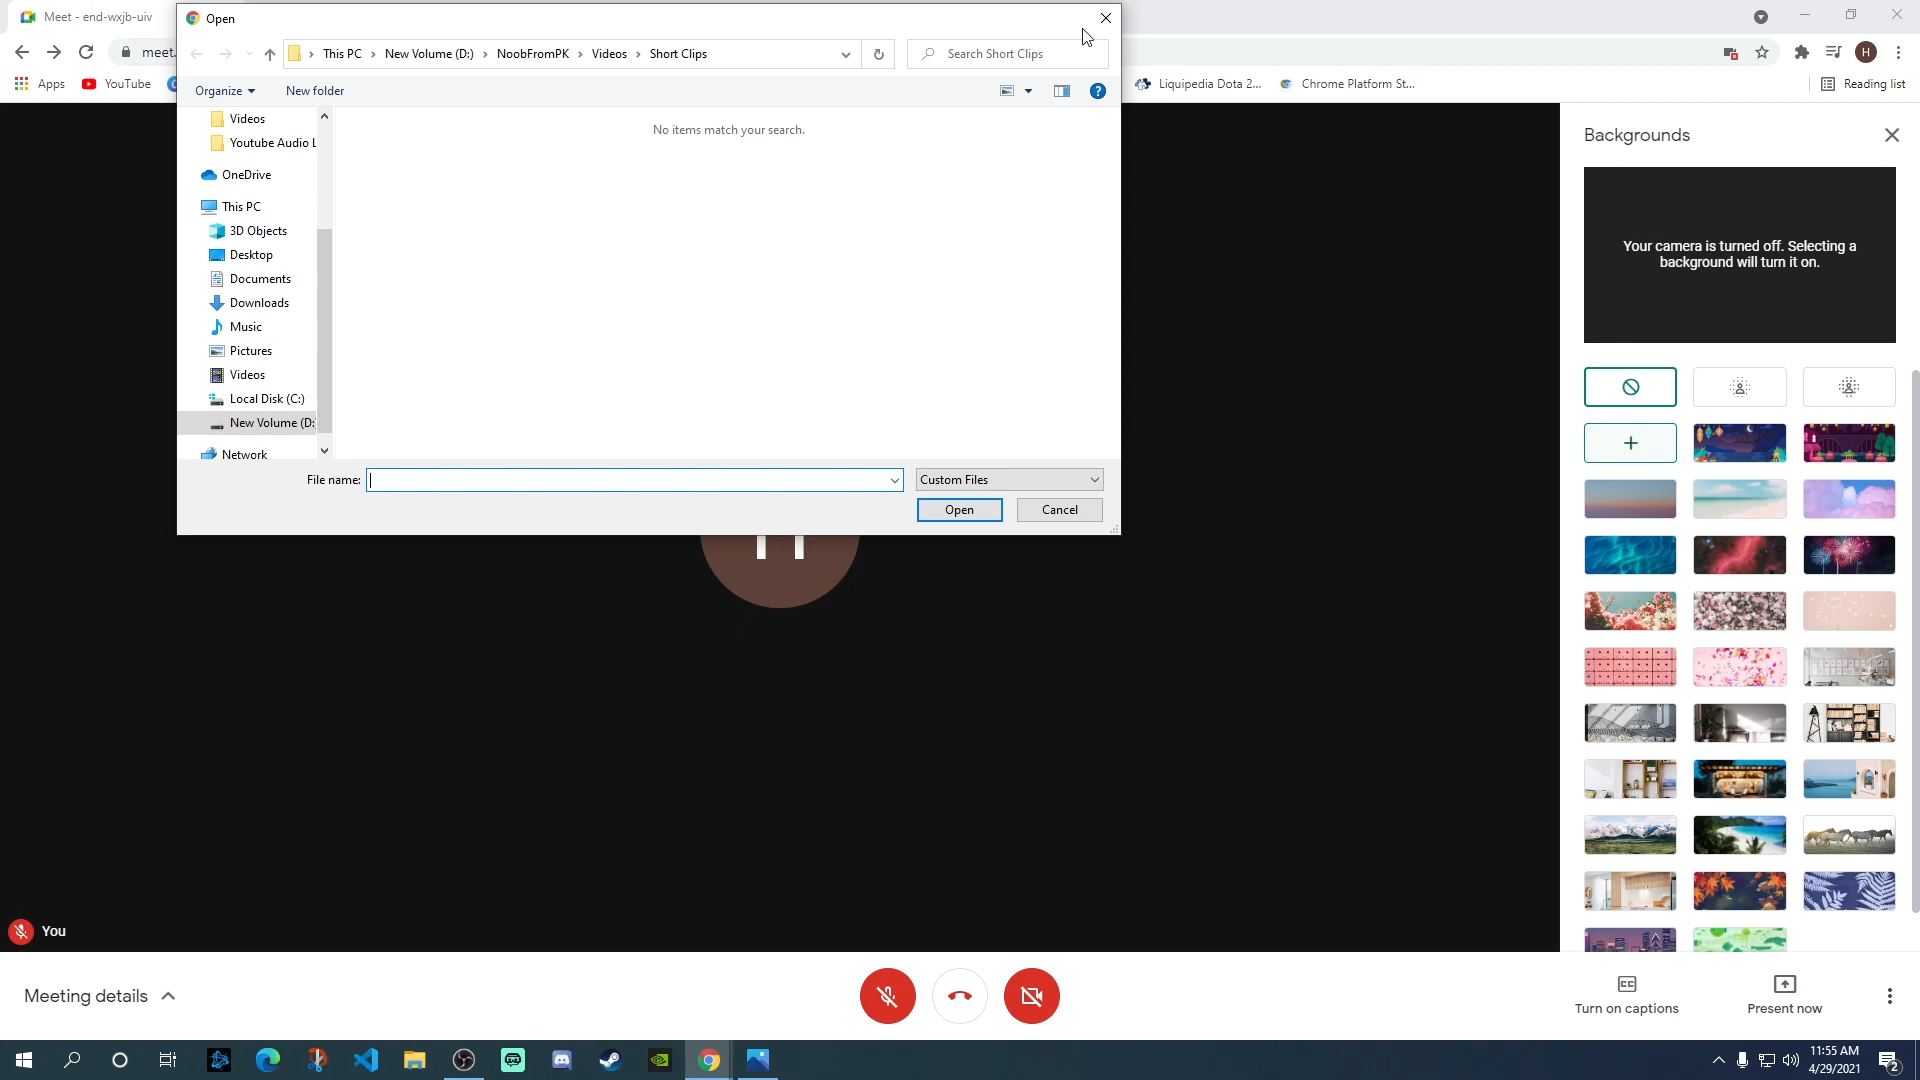 Meet - end-wxjb-uiv
Open
meet.
This PC
New Volume (D:)
NoobFromPK
Videos
Short Clips
Search Short Clips
Apps
YouTube
Organize
New folder
Liquipedia Dota 2...
Chrome Platform St...
Reading list
Videos
Youtube Audio L
OneDrive
This PC
3D Objects
Desktop
Documents
Downloads
Music
Pictures
Videos
Local Disk (C:)
New Volume (D:
Network
No items match your search.
File name:
Custom Files
Open
Cancel
Backgrounds
Your camera is turned off. Selecting a
background will turn it on.
H
You
Meeting details
CC
Turn on captions
Present now
11:55 AM
4/29/2021
2